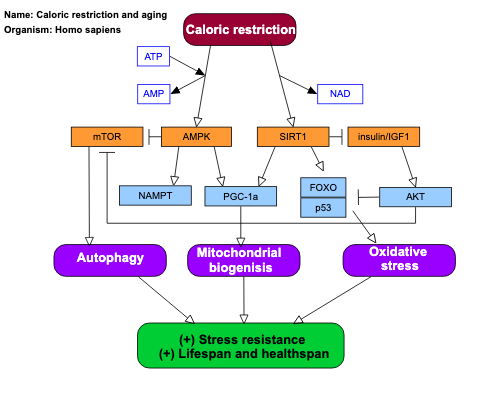 Name: Caloric restriction and aging
Organism: Homo sapiens
Caloric restriction
ATP
AMP
NAD
mTOR
AMPK
SIRT1
insulin/IGF1
NAMPT
PGC-1a
FOXO
p53
AKT
Autophagy
Mitochondrial
biogenisis
Oxidative
stress
(+) Stress resistance
(+) Lifespan and healthspan